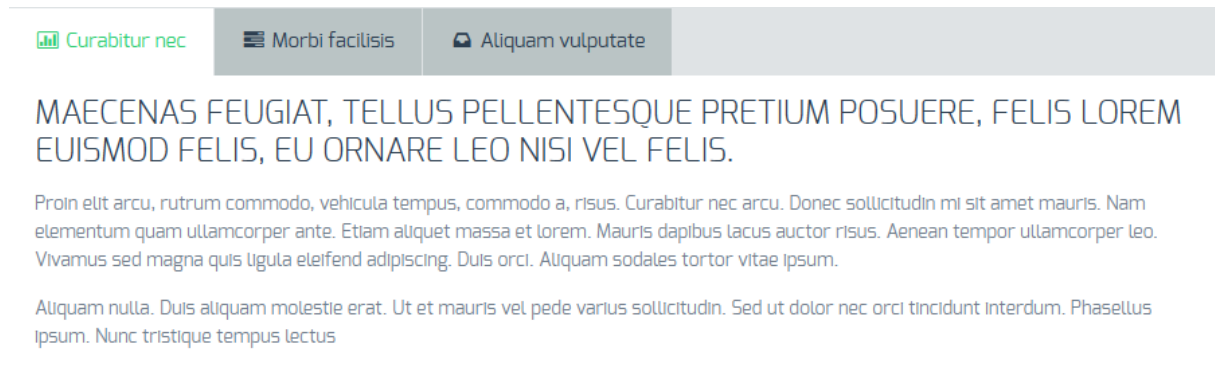 Curabitur nec Morbi facilisis Aliquam vulputate
MAECENAS FEUGIAT, TELLUS PELLENTESQUE PRETIUM POSUERE, FELIS LOREM
EUISMOD FELIS, EU ORNARE LEO NISI VEL FELIS.
Proin elit arcu, rutrum commodo, vehicula tempus, commodo a, risus. Curabitur nec arcu. Donec sollicitudin mi sit amet mauris. Nam
elementum quam ullamcorper ante. Etiam aliquet massa et lorem. Mauris dapibus lacus auctor risus. Aenean tempor ullamcorper leo.
Vivamus sed magna quis ligula eleifend adipiscing. Duis orci. Aliquam sodales tortor vitae ipsum.
Aliquam nulla. Duis aliquam molestie erat. Ut et mauris vel pede varius sollicitudin. Sed ut dolor nec orci tincidunt interdum. Phasellus
ipsum. Nunc tristique tempus lectus